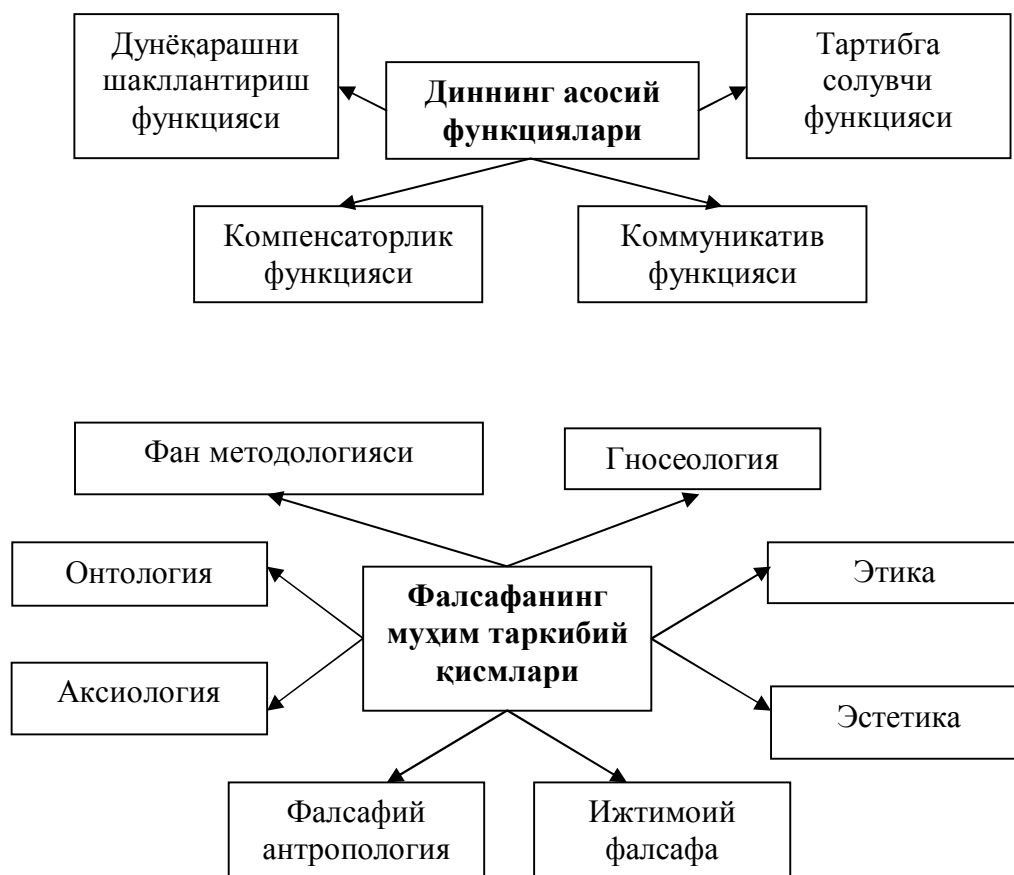 Дунёқарашни
шакллантириш
функцияси
Диннинг асосий
функциялари
Тартибга
солувчи
функцияси
Компенсаторлик
функцияси
Коммуникатив
функцияси
Фан методологияси
Гносеология
Онтология
Фалсафанинг
муҳим таркибий
қисмлари
Этика
Аксиология
Эстетика
Фалсафий
антропология
Ижтимоий
фалсафа